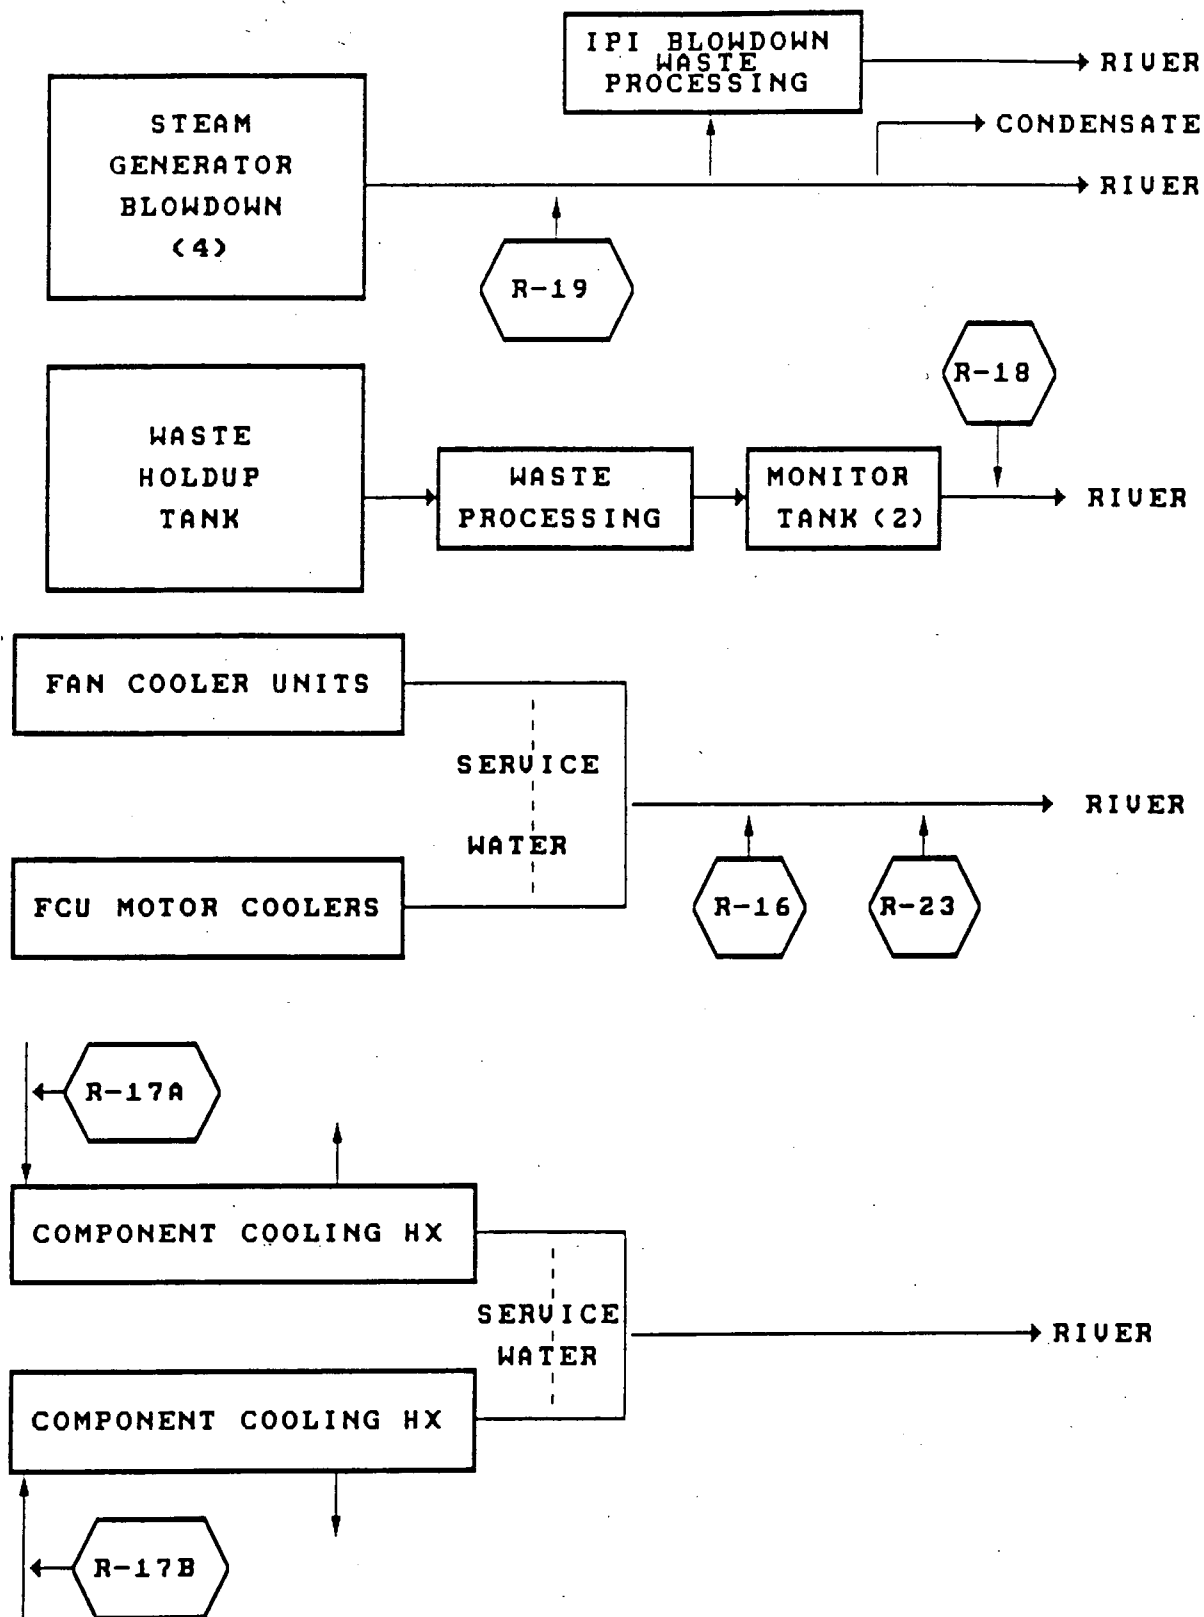 IPI BLOWDOWN
WASTE
PROCESSING
RIVER
STEAM
GENERATOR
BLOWDOWN
(4)
CONDENSATE
RIVER
R-19
R-18
WASTE
HOLDUP
TANK
WASTE
PROCESSING
MONITOR
TANK (2)
RIVER
FAN COOLER UNITS
SERVICE
WATER
RIVER
FCU MOTOR COOLERS
R-16
R-23
R-17A
COMPONENT COOLING HX
SERVICE
WATER
RIVER
COMPONENT COOLING HX
R-17B